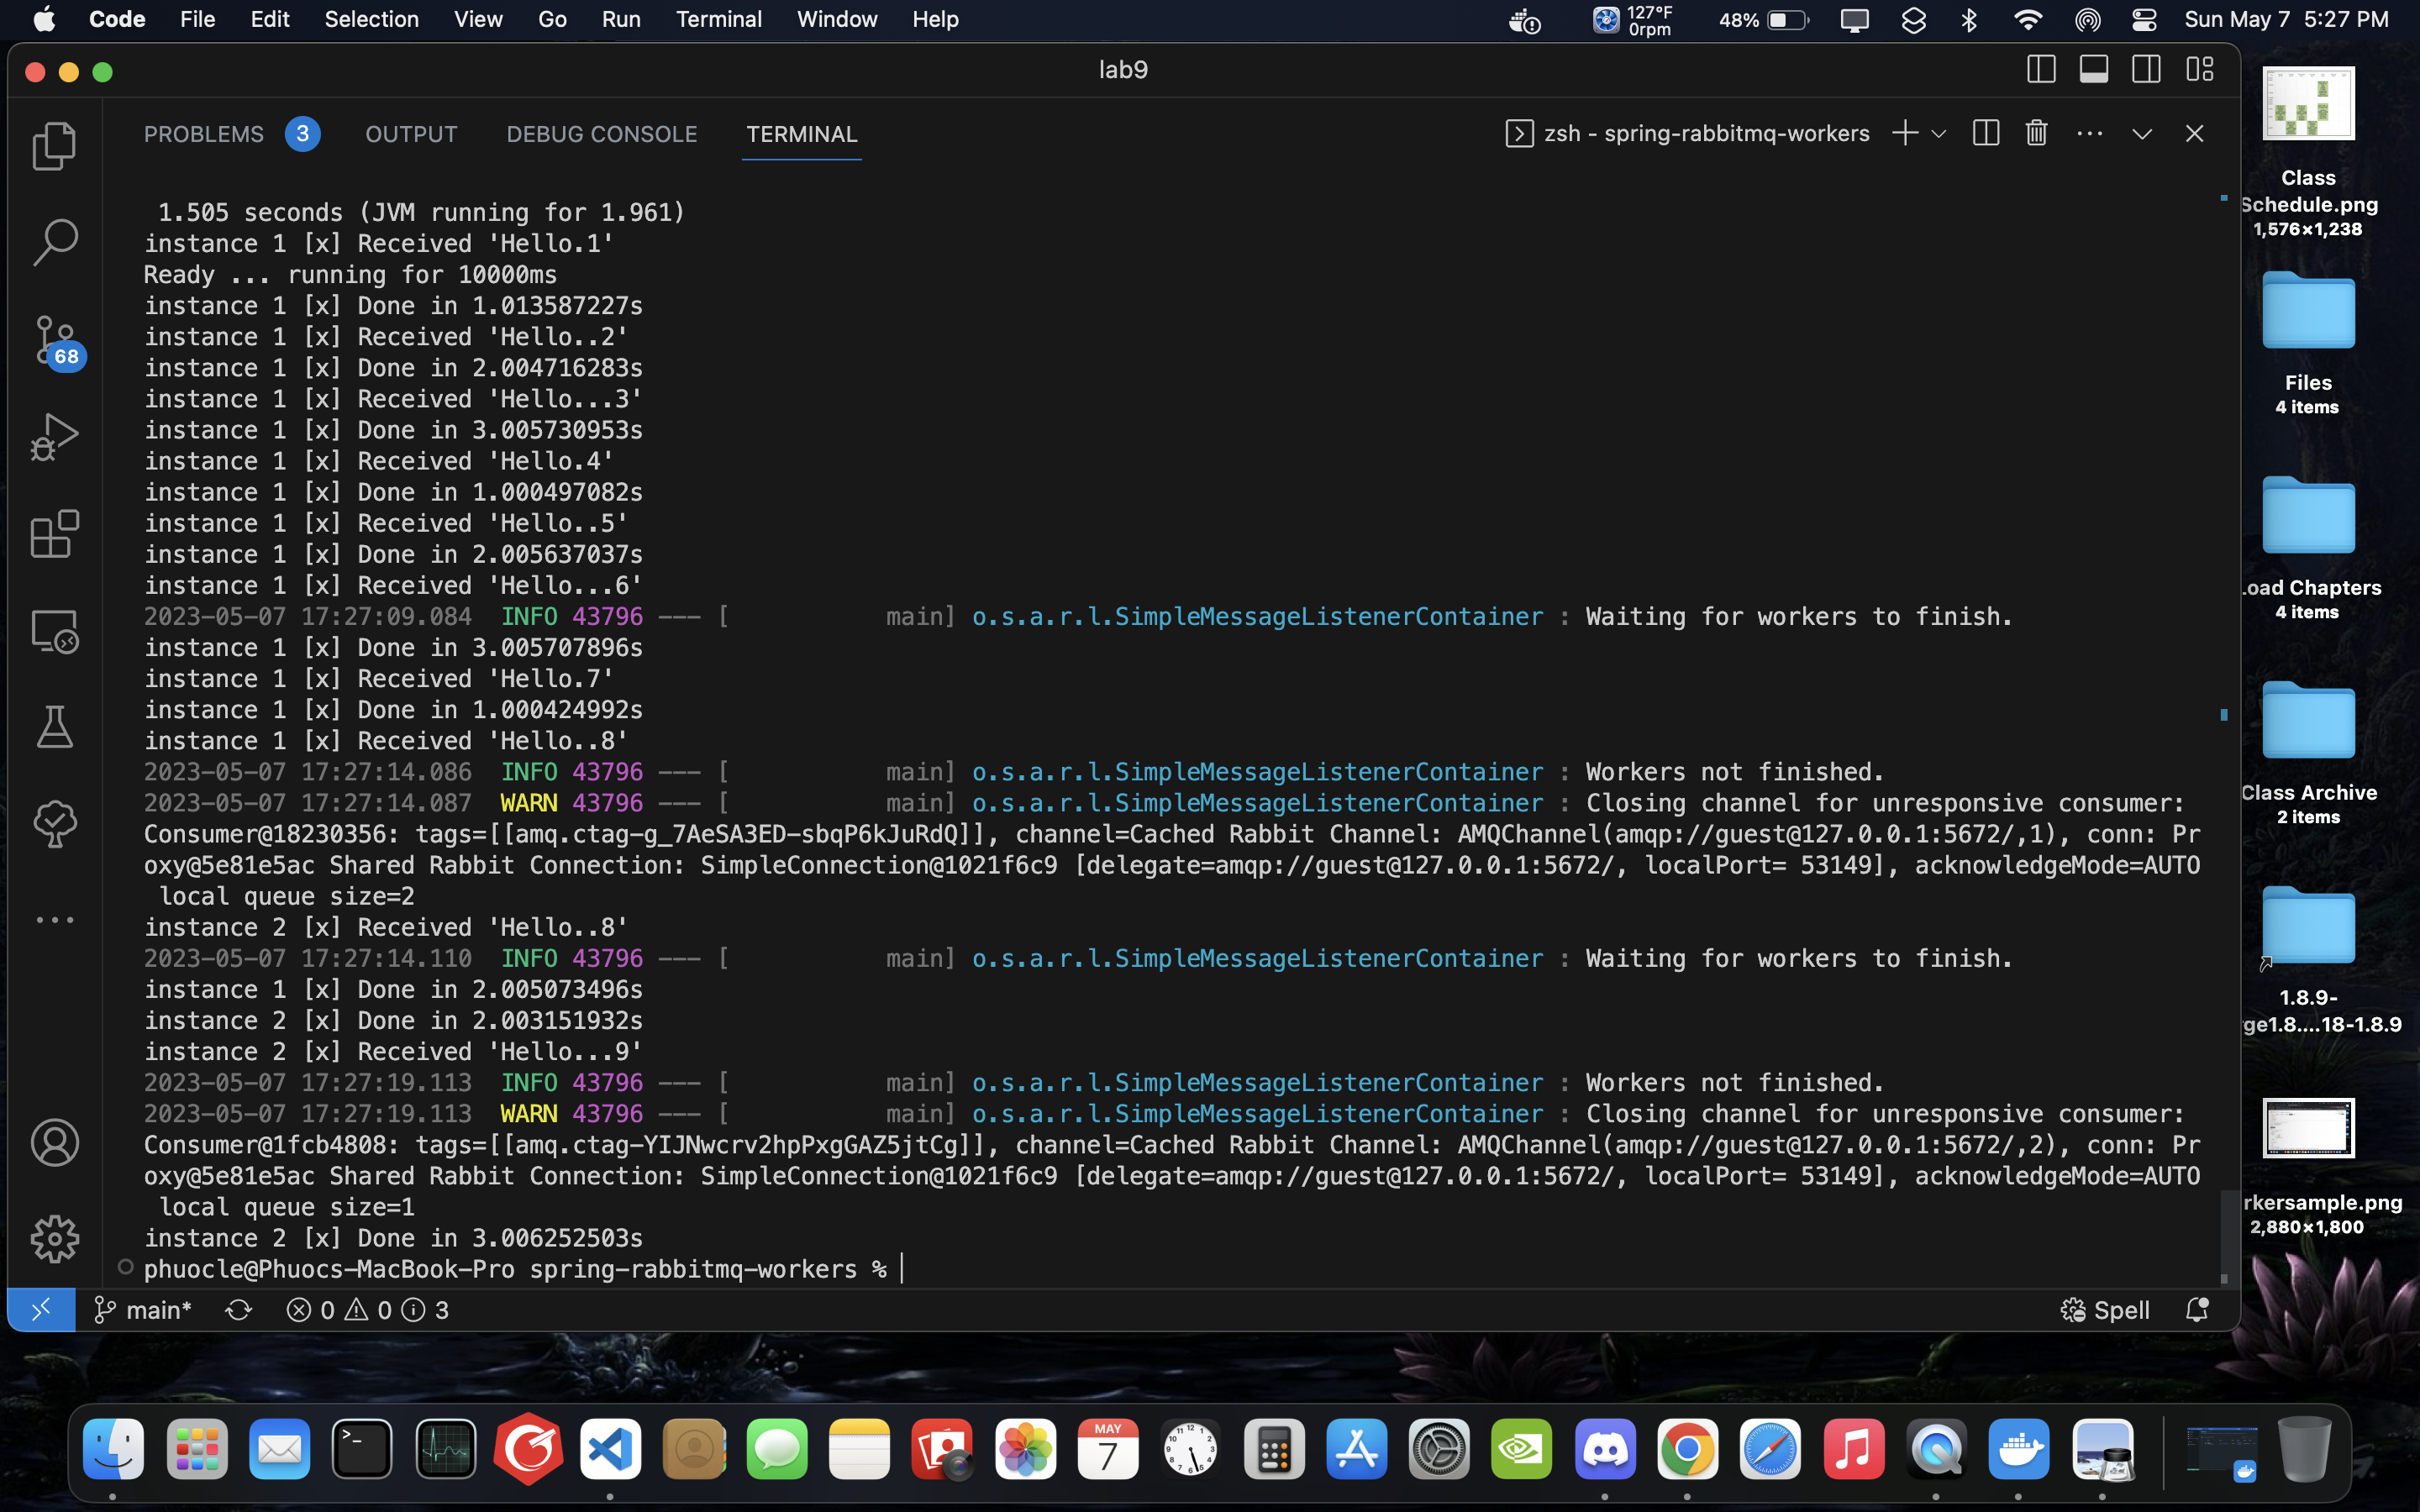 Code File Edit Selection View Go Run Terminal Window Help 127°F 0rpm 48% Sun May 7 5:27 PM
lab9
PROBLEMS 3 OUTPUT DEBUG CONSOLE TERMINAL zsh - spring-rabbitmq-workers
1.505 seconds (JVM running for 1.961)
instance 1 [x] Received 'Hello.1'
Ready ... running for 10000ms
instance 1 [x] Done in 1.013587227s
instance 1 [x] Received 'Hello..2'
instance 1 [x] Done in 2.004716283s
instance 1 [x] Received 'Hello...3'
instance 1 [x] Done in 3.005730953s
instance 1 [x] Received 'Hello.4'
instance 1 [x] Done in 1.000497082s
instance 1 [x] Received 'Hello..5'
instance 1 [x] Done in 2.005637037s
instance 1 [x] Received 'Hello...6'
2023-05-07 17:27:09.084 INFO 43796 --- [ main] o.s.a.r.l.SimpleMessageListenerContainer : Waiting for workers to finish.
instance 1 [x] Done in 3.005707896s
instance 1 [x] Received 'Hello.7'
instance 1 [x] Done in 1.000424992s
instance 1 [x] Received 'Hello..8'
2023-05-07 17:27:14.086 INFO 43796 --- [ main] o.s.a.r.l.SimpleMessageListenerContainer : Workers not finished.
2023-05-07 17:27:14.087 WARN 43796 --- [ main] o.s.a.r.l.SimpleMessageListenerContainer : Closing channel for unresponsive consumer:
Consumer@18230356: tags=[[amq.ctag-g_7AeSA3ED-sbqP6kJuRdQ]], channel=Cached Rabbit Channel: AMQChannel(amqp://guest@127.0.0.1:5672/,1), conn: Pr
oxy@5e81e5ac Shared Rabbit Connection: SimpleConnection@1021f6c9 [delegate=amqp://guest@127.0.0.1:5672/, localPort= 53149], acknowledgeMode=AUTO
local queue size=2
instance 2 [x] Received 'Hello..8'
2023-05-07 17:27:14.110 INFO 43796 --- [ main] o.s.a.r.l.SimpleMessageListenerContainer : Waiting for workers to finish.
instance 1 [x] Done in 2.005073496s
instance 2 [x] Done in 2.003151932s
instance 2 [x] Received 'Hello...9'
2023-05-07 17:27:19.113 INFO 43796 --- [ main] o.s.a.r.l.SimpleMessageListenerContainer : Workers not finished.
2023-05-07 17:27:19.113 WARN 43796 --- [ main] o.s.a.r.l.SimpleMessageListenerContainer : Closing channel for unresponsive consumer:
Consumer@1fcb4808: tags=[[amq.ctag-YIJNwcrv2hpPxgGAZ5jtCg]], channel=Cached Rabbit Channel: AMQChannel(amqp://guest@127.0.0.1:5672/,2), conn: Pr
oxy@5e81e5ac Shared Rabbit Connection: SimpleConnection@1021f6c9 [delegate=amqp://guest@127.0.0.1:5672/, localPort= 53149], acknowledgeMode=AUTO
local queue size=1
instance 2 [x] Done in 3.006252503s
phuocle@Phuocs-MacBook-Pro spring-rabbitmq-workers %
68
main* 0 0 3 Spell
Class
Schedule.png
1,576×1,238
Files
4 items
oad Chapters
4 items
Class Archive
2 items
1.8.9-
rge1.8....18-1.8.9
rkersample.png
2,880×1,800
MAY
7